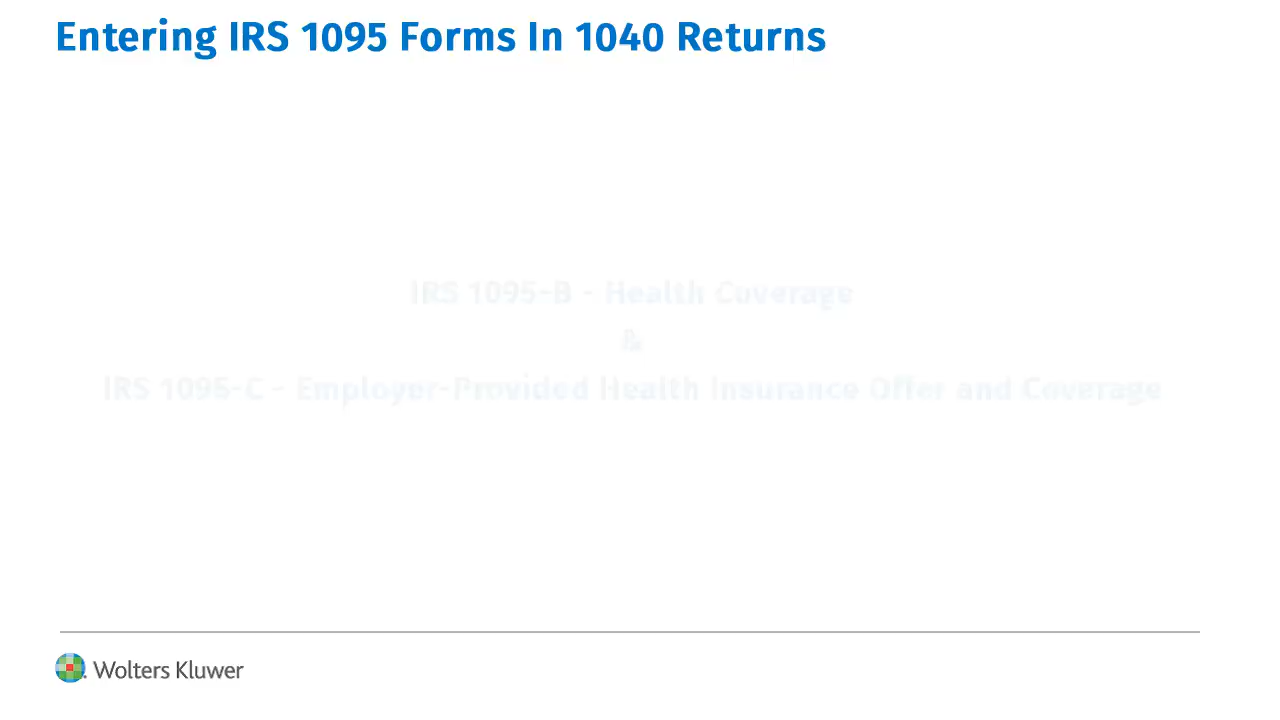 Entering IRS 1095 Forms In 1040 Returns
IRS 1095-B - Health Coverage
&
IRS 1095-C - Employer-Provided Health Insurance Offer and Coverage
Wolters Kluwer